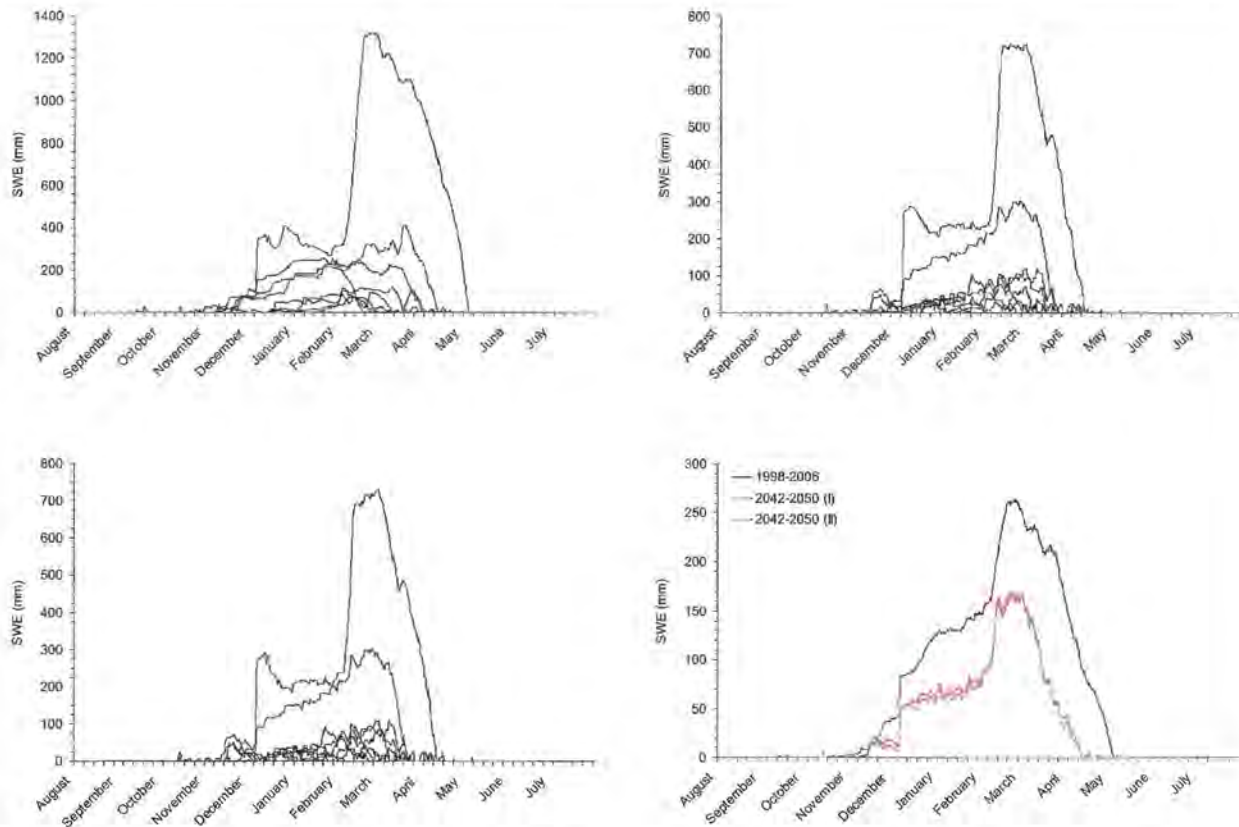 1400
1200
1000
800
600
400
200
0
SWE (mm)
August
September
October
November
December
January
February
March
April
May
June
July
800
700
600
500
400
300
200
100
0
SWE (mm)
August
September
October
November
December
January
February
March
April
May
June
July
800
700
600
500
400
300
200
100
0
SWE (mm)
August
September
October
November
December
January
February
March
April
May
June
July
300
250
200
150
100
50
0
SWE (mm)
1998-2006
2042-2050 (I)
2042-2050 (II)
August
September
October
November
December
January
February
March
April
May
June
July